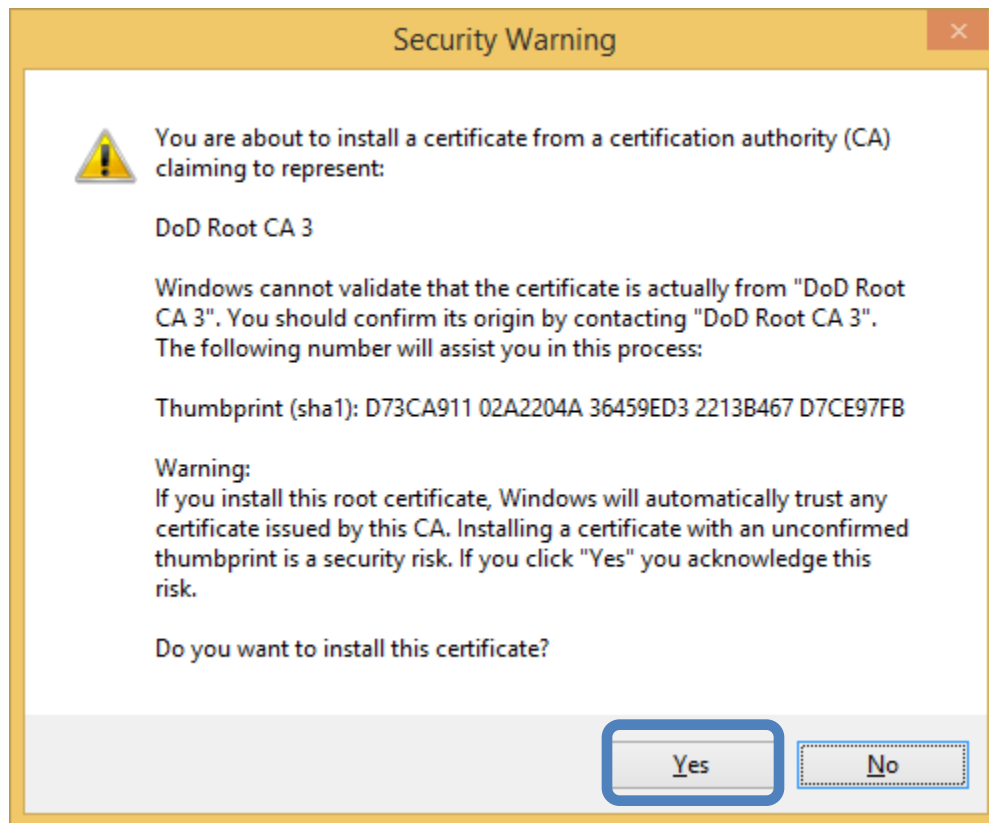 Security Warning
You are about to install a certificate from a certification authority (CA)
claiming to represent:
DoD Root CA 3
Windows cannot validate that the certificate is actually from "DoD Root
CA 3". You should confirm its origin by contacting "DoD Root CA 3".
The following number will assist you in this process:
Thumbprint (sha1): D73CA911 02A2204A 36459ED3 2213B467 D7CE97FB
Warning:
If you install this root certificate, Windows will automatically trust any
certificate issued by this CA. Installing a certificate with an unconfirmed
thumbprint is a security risk. If you click "Yes" you acknowledge this
risk.
Do you want to install this certificate?
Yes No